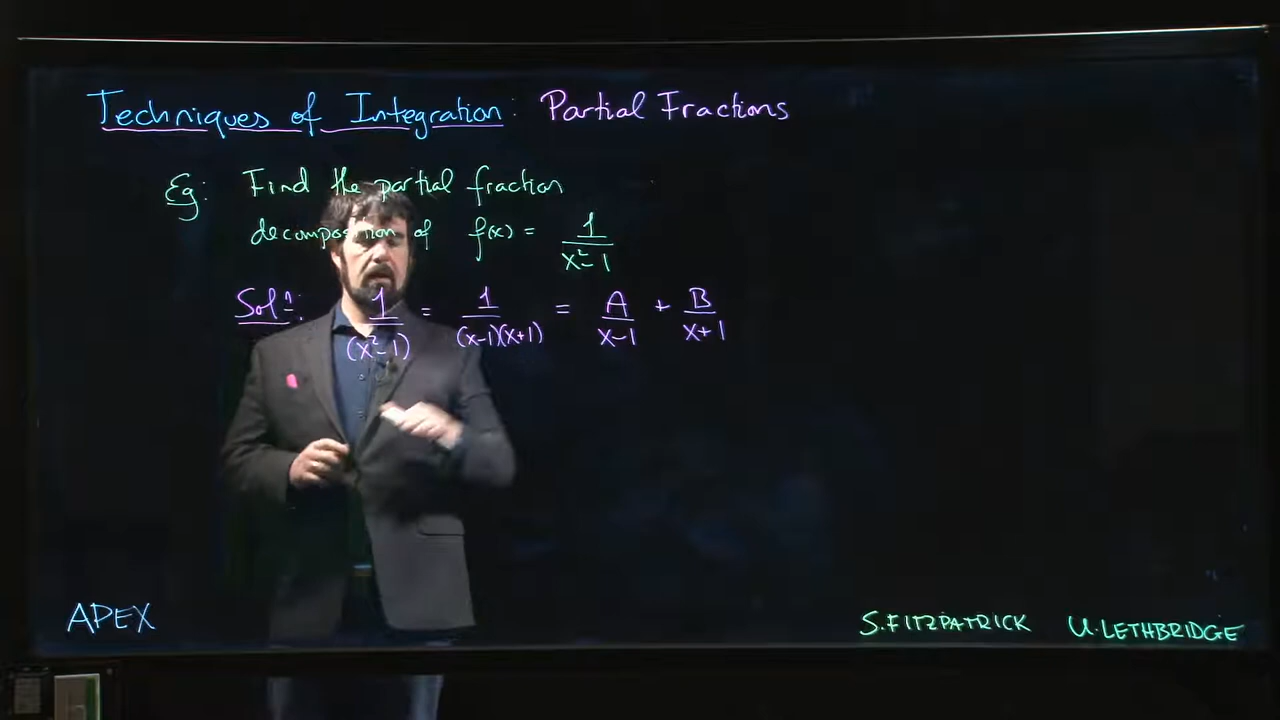 Techniques of Integration: Partial Fractions
Eg: Find the partial fraction
decomposition of f(x) = 1/(x²-1)
Solⁿ: 1/(x²-1) = 1/((x-1)(x+1)) = A/(x-1) + B/(x+1)
APEX
S.FITZPATRICK U.LETHBRIDGE